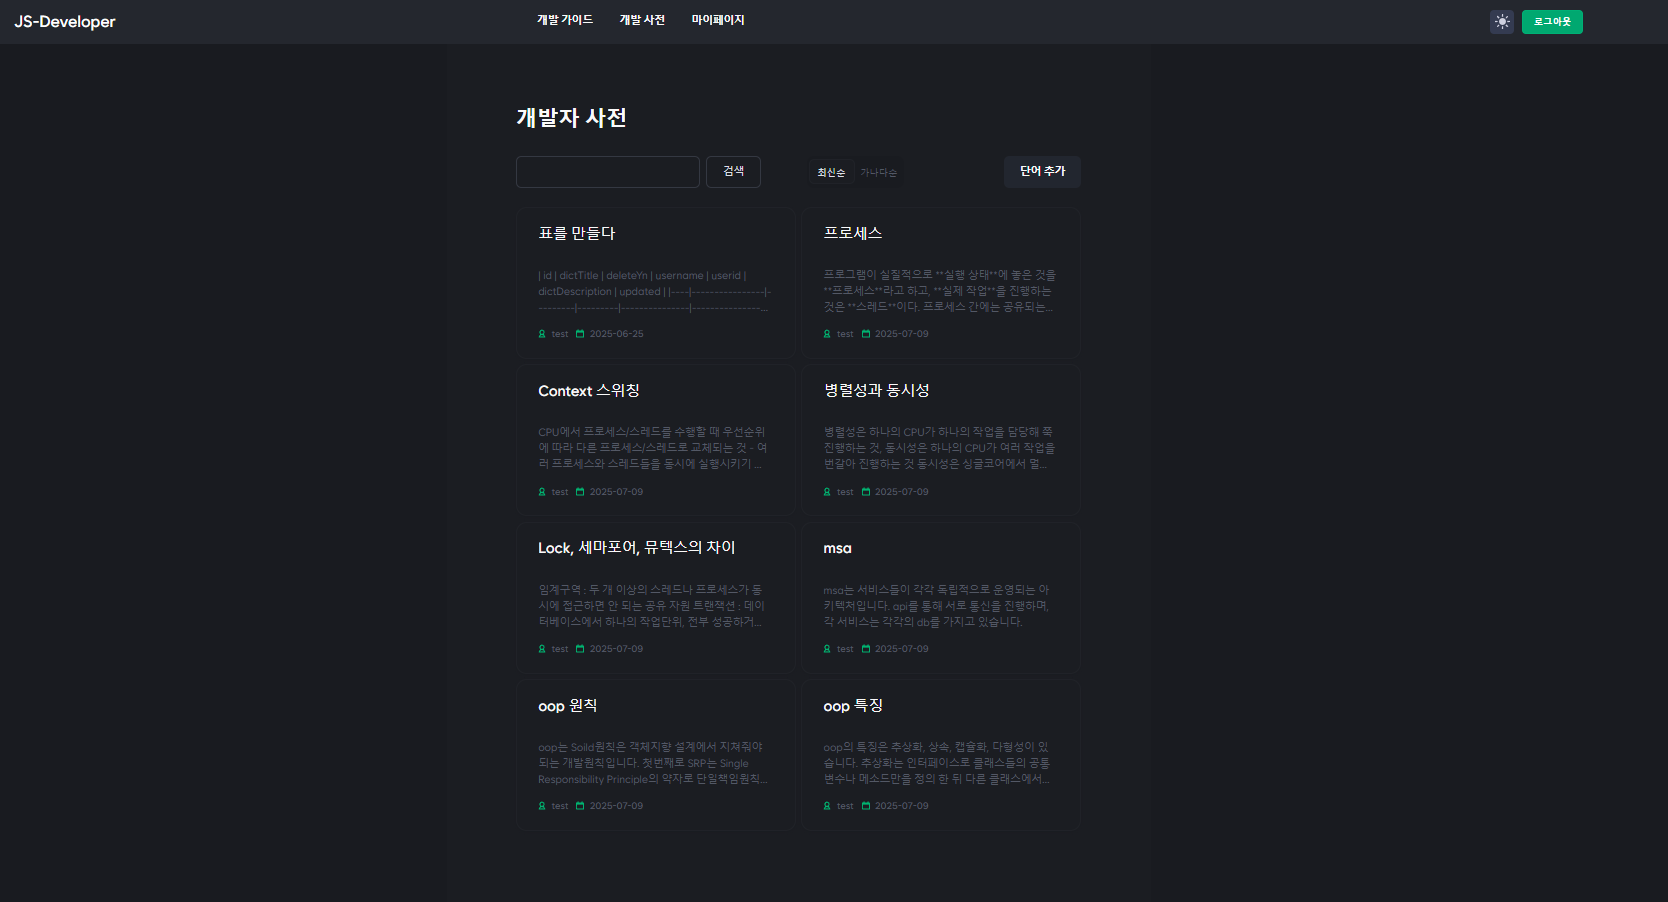 JS-Developer
개발 가이드 개발 사전 마이페이지
로그아웃
개발자 사전
검색
최신순 가나다순
단어 추가
표를 만들다
| id | dictTitle | deleteYn | username | userid |
dictDescription | updated | |----|----------------|-
---------|---------|---------------|---------------...
test 2025-06-25
프로세스
프로그램이 실질적으로 **실행 상태**에 놓은 것을
**프로세스**라고 하고, **실제 작업**을 진행하는
것은 **스레드**이다. 프로세스 간에는 공유되는...
test 2025-07-09
Context 스위칭
CPU에서 프로세스/스레드를 수행할 때 우선순위
에 따라 다른 프로세스/스레드로 교체되는 것 - 여
러 프로세스와 스레드들을 동시에 실행시키기 ...
test 2025-07-09
병렬성과 동시성
병렬성은 하나의 CPU가 하나의 작업을 담당해 쭉
진행하는 것, 동시성은 하나의 CPU가 여러 작업을
번갈아 진행하는 것 동시성은 싱글코어에서 멀...
test 2025-07-09
Lock, 세마포어, 뮤텍스의 차이
임계구역 : 두 개 이상의 스레드나 프로세스가 동
시에 접근하면 안 되는 공유 자원 트랜잭션 : 데이
터베이스에서 하나의 작업단위, 전부 성공하거...
test 2025-07-09
msa
msa는 서비스들이 각각 독립적으로 운영되는 아
키텍처입니다. api를 통해 서로 통신을 진행하며,
각 서비스는 각각의 db를 가지고 있습니다.
test 2025-07-09
oop 원칙
oop는 Soild원칙은 객체지향 설계에서 지쳐줘야
되는 개발원칙입니다. 첫번째로 SRP는 Single
Responsibility Principle의 약자로 단일책임원칙...
test 2025-07-09
oop 특징
oop의 특징은 추상화, 상속, 캡슐화, 다형성이 있
습니다. 추상화는 인터페이스로 클래스들의 공통
변수나 메소드만을 정의 한 뒤 다른 클래스에서...
test 2025-07-09